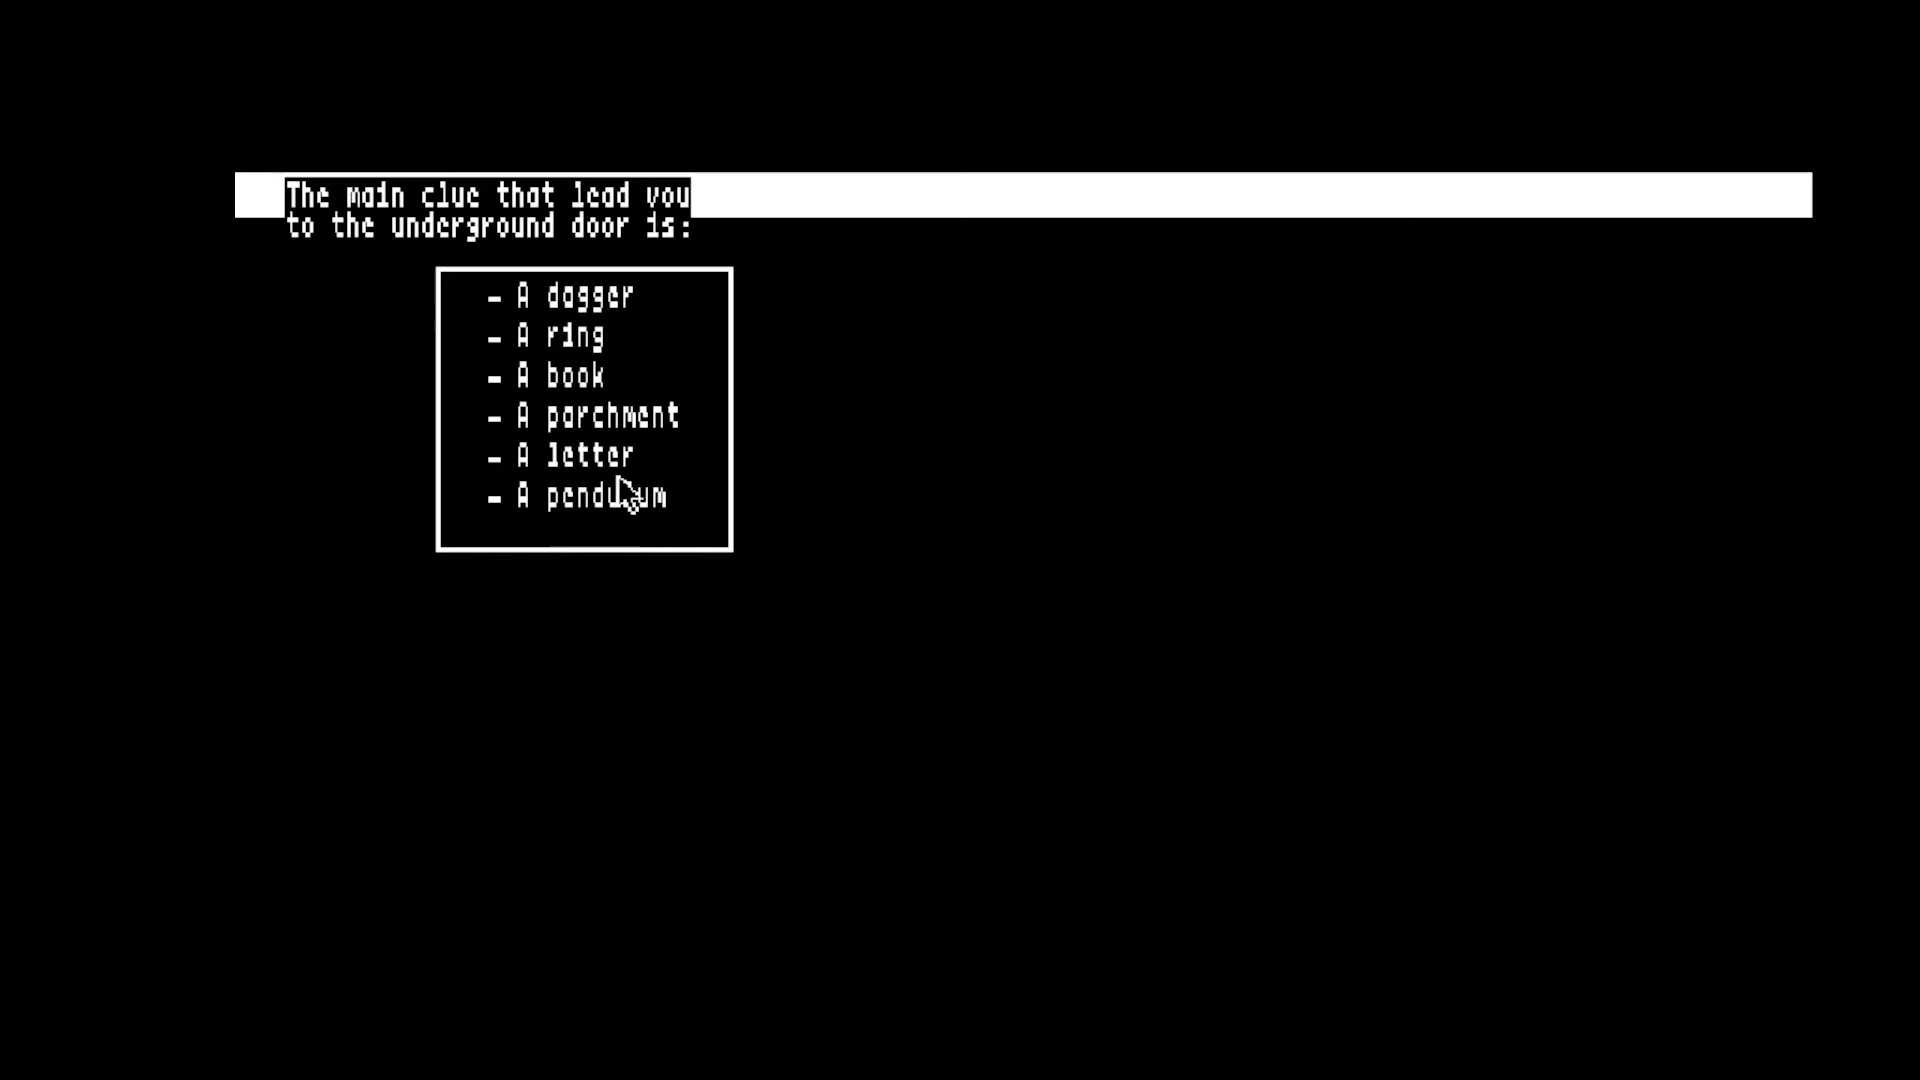 The main clue that lead you
to the underground door is:
- A dagger
- A ring
- A book
- A parchment
- A letter
- A pendulum